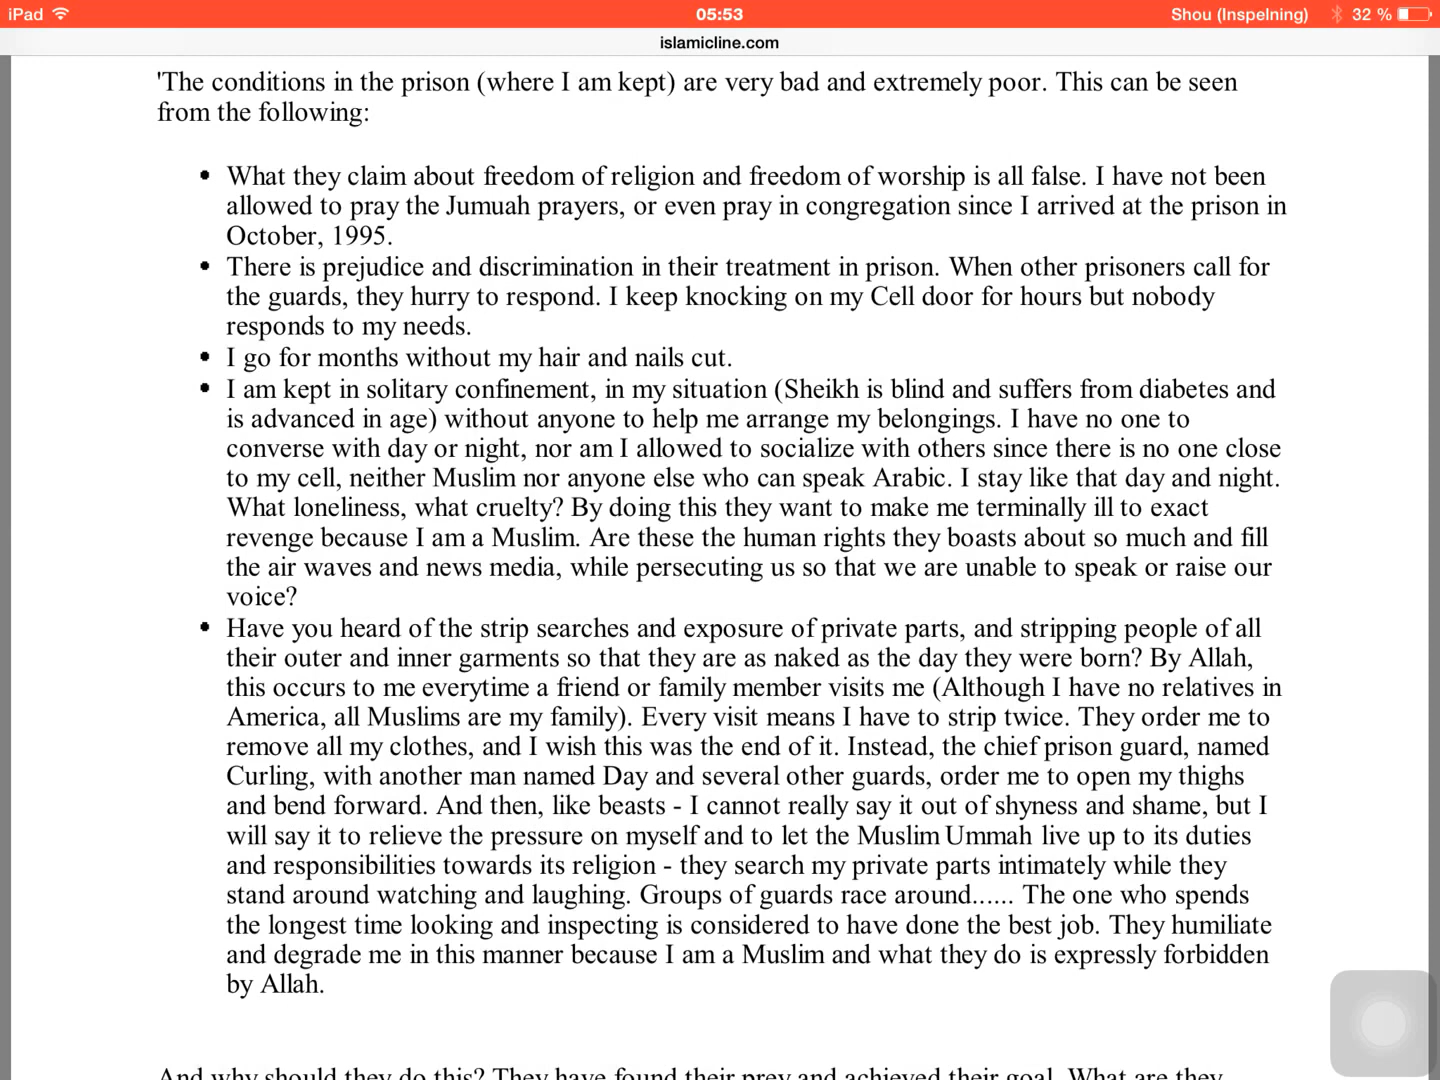 iPad 05:53 Shou (Inspelning) 32 %
islamicline.com
'The conditions in the prison (where I am kept) are very bad and extremely poor. This can be seen
from the following:
• What they claim about freedom of religion and freedom of worship is all false. I have not been
allowed to pray the Jumuah prayers, or even pray in congregation since I arrived at the prison in
October, 1995.
• There is prejudice and discrimination in their treatment in prison. When other prisoners call for
the guards, they hurry to respond. I keep knocking on my Cell door for hours but nobody
responds to my needs.
• I go for months without my hair and nails cut.
• I am kept in solitary confinement, in my situation (Sheikh is blind and suffers from diabetes and
is advanced in age) without anyone to help me arrange my belongings. I have no one to
converse with day or night, nor am I allowed to socialize with others since there is no one close
to my cell, neither Muslim nor anyone else who can speak Arabic. I stay like that day and night.
What loneliness, what cruelty? By doing this they want to make me terminally ill to exact
revenge because I am a Muslim. Are these the human rights they boasts about so much and fill
the air waves and news media, while persecuting us so that we are unable to speak or raise our
voice?
• Have you heard of the strip searches and exposure of private parts, and stripping people of all
their outer and inner garments so that they are as naked as the day they were born? By Allah,
this occurs to me everytime a friend or family member visits me (Although I have no relatives in
America, all Muslims are my family). Every visit means I have to strip twice. They order me to
remove all my clothes, and I wish this was the end of it. Instead, the chief prison guard, named
Curling, with another man named Day and several other guards, order me to open my thighs
and bend forward. And then, like beasts - I cannot really say it out of shyness and shame, but I
will say it to relieve the pressure on myself and to let the Muslim Ummah live up to its duties
and responsibilities towards its religion - they search my private parts intimately while they
stand around watching and laughing. Groups of guards race around...... The one who spends
the longest time looking and inspecting is considered to have done the best job. They humiliate
and degrade me in this manner because I am a Muslim and what they do is expressly forbidden
by Allah.
And why should they do this? They have found their prey and achieved their goal. What are they